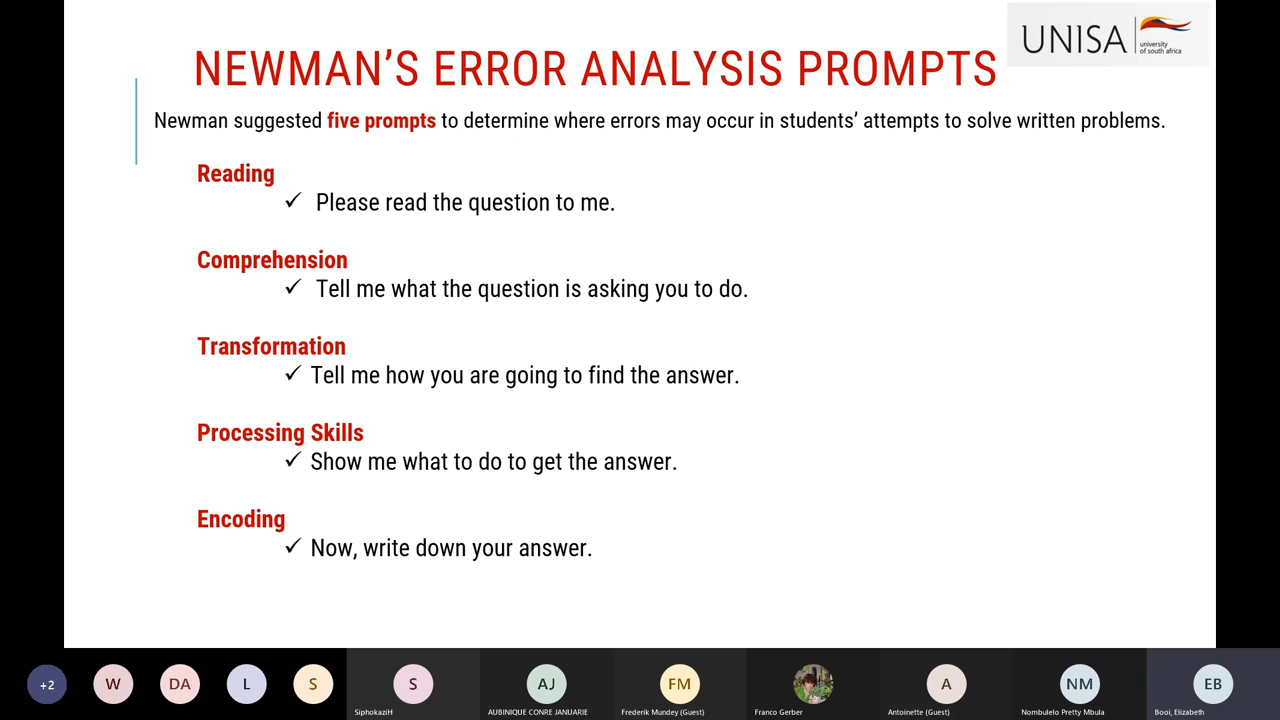 NEWMAN’S ERROR ANALYSIS PROMPTS
UNISA
university
of south africa
Newman suggested five prompts to determine where errors may occur in students’ attempts to solve written problems.
Reading
✓ Please read the question to me.
Comprehension
✓ Tell me what the question is asking you to do.
Transformation
✓ Tell me how you are going to find the answer.
Processing Skills
✓ Show me what to do to get the answer.
Encoding
✓ Now, write down your answer.
+2
W
DA
L
S
S
AJ
FM
A
NM
EB
SiphokaziH
AUBINIQUE CONRE JANUARIE
Frederik Mundey (Guest)
Franco Gerber
Antoinette (Guest)
Nombulelo Pretty Mbula
Booi, Elizabeth